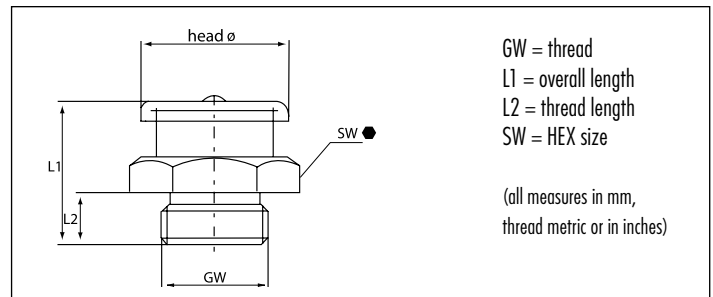 head ø
L1
L2
SW
GW
GW = thread
L1 = overall length
L2 = thread length
SW = HEX size
(all measures in mm,
thread metric or in inches)